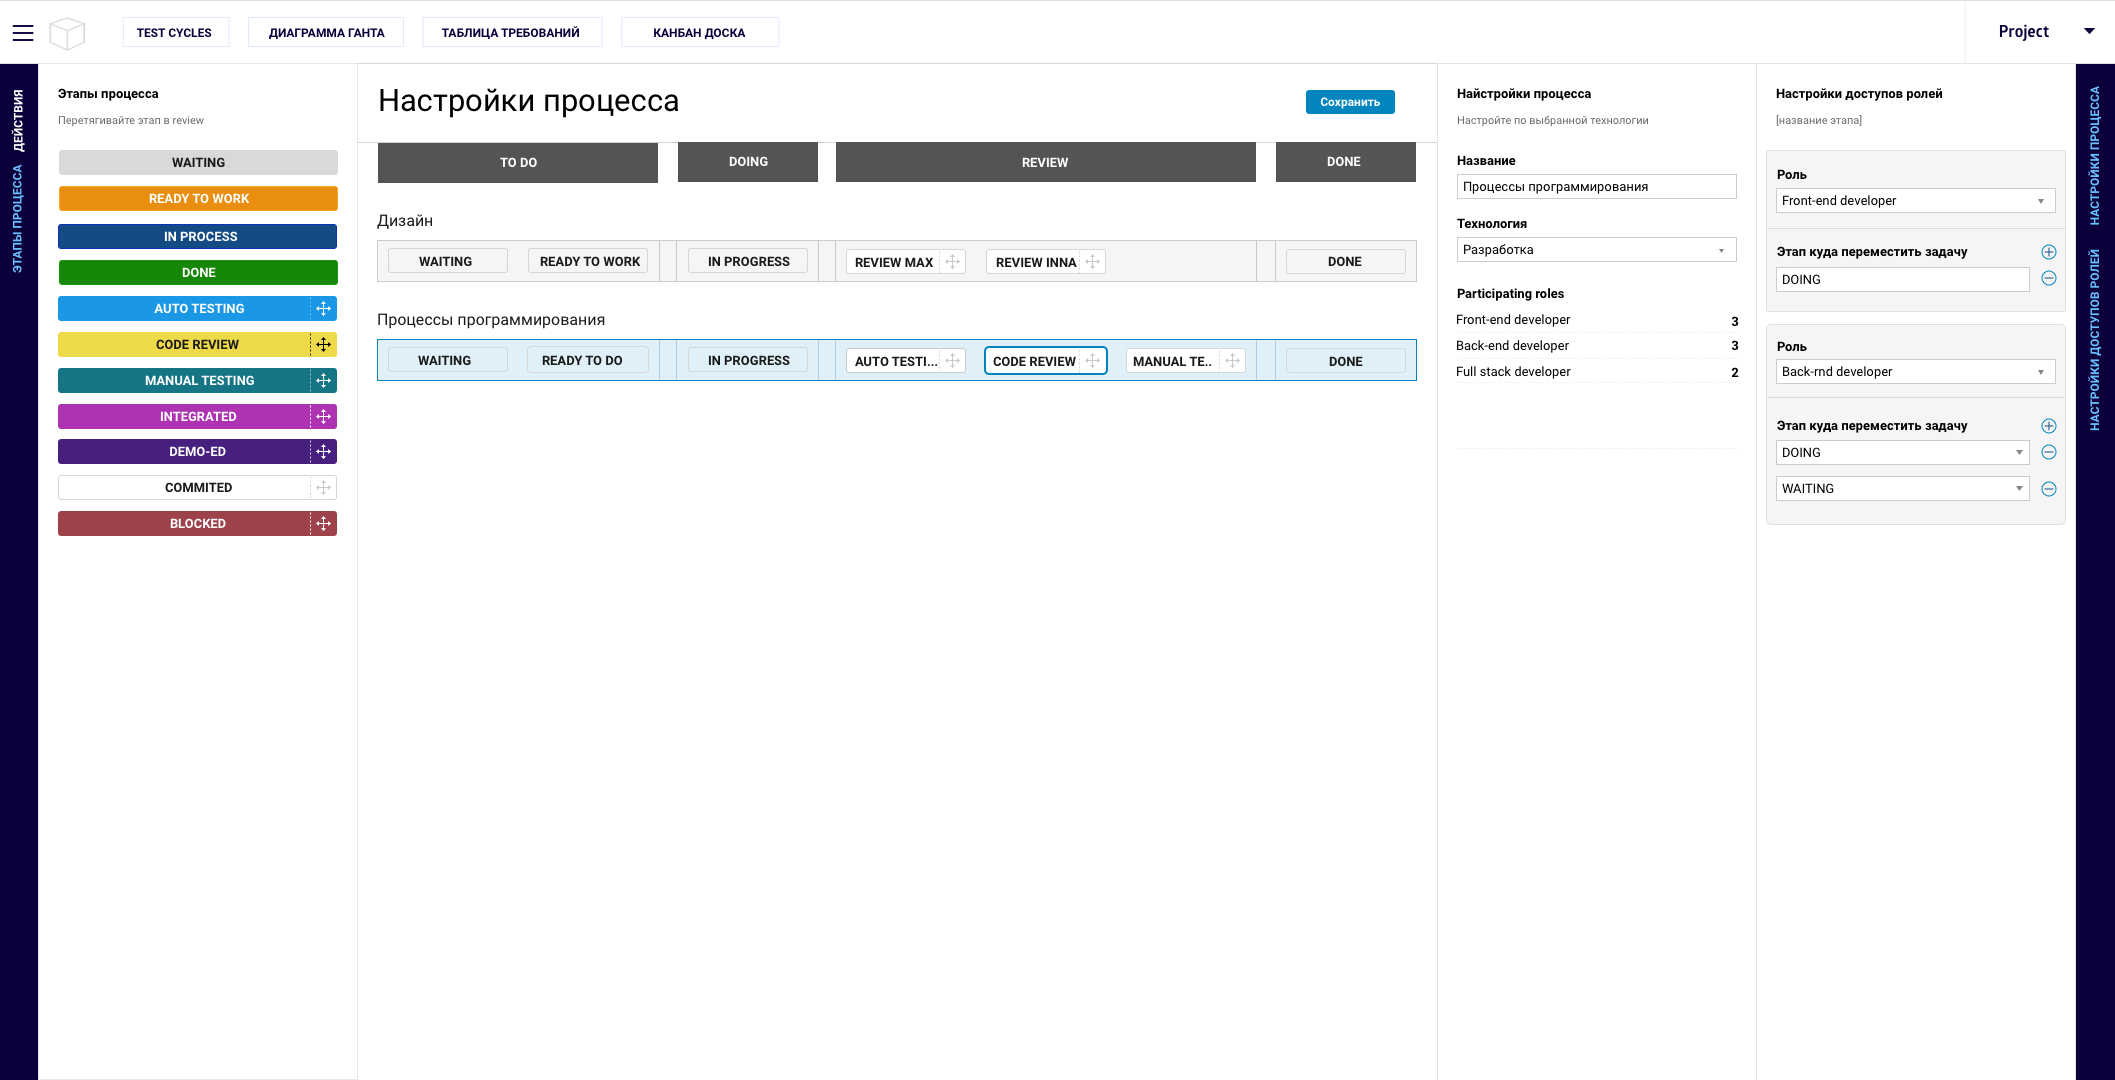 TEST CYCLES
ДИАГРАММА ГАНТА
ТАБЛИЦА ТРЕБОВАНИЙ
КАНБАН ДОСКА
Project
ДЕЙСТВИЯ
ЭТАПЫ ПРОЦЕССА
Этапы процесса
Перетягивайте этап в review
WAITING
READY TO WORK
IN PROCESS
DONE
AUTO TESTING
CODE REVIEW
MANUAL TESTING
INTEGRATED
DEMO-ED
COMMITED
BLOCKED
Настройки процесса
Сохранить
TO DO
DOING
REVIEW
DONE
Дизайн
WAITING
READY TO WORK
IN PROGRESS
REVIEW MAX
REVIEW INNA
DONE
Процессы программирования
WAITING
READY TO DO
IN PROGRESS
AUTO TESTI...
CODE REVIEW
MANUAL TE..
DONE
Найстройки процесса
Настройте по выбранной технологии
Название
Процессы программирования
Технология
Разработка
Participating roles
Front-end developer 3
Back-end developer 3
Full stack developer 2
Настройки доступов ролей
[название этапа]
Роль
Front-end developer
Этап куда переместить задачу
DOING
Роль
Back-rnd developer
Этап куда переместить задачу
DOING
WAITING
НАСТРОЙКИ ПРОЦЕССА
НАСТРОЙКИ ДОСТУПОВ РОЛЕЙ